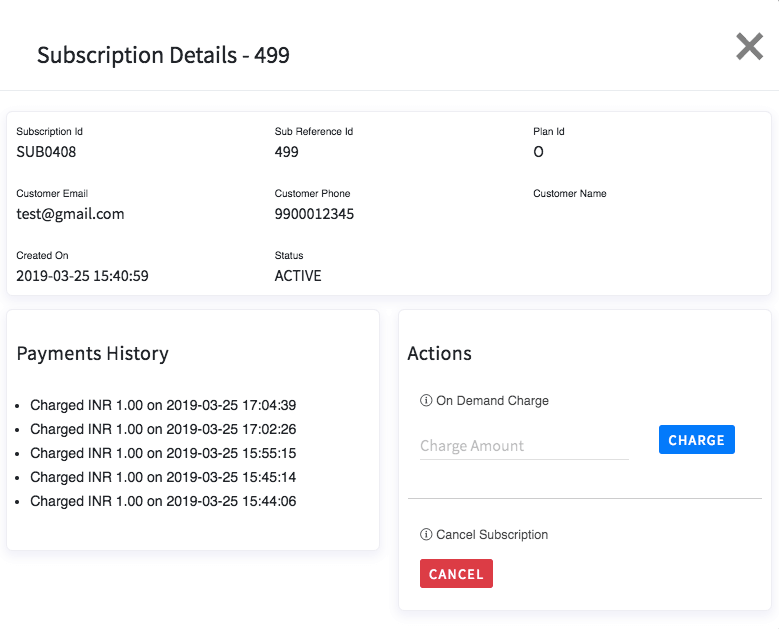 Subscription Details - 499
Subscription Id
Sub Reference Id
Plan Id
SUB0408
499
O
Customer Email
Customer Phone
Customer Name
test@gmail.com
9900012345
Created On
Status
2019-03-25 15:40:59
ACTIVE
Payments History
Charged INR 1.00 on 2019-03-25 17:04:39
Charged INR 1.00 on 2019-03-25 17:02:26
Charged INR 1.00 on 2019-03-25 15:55:15
Charged INR 1.00 on 2019-03-25 15:45:14
Charged INR 1.00 on 2019-03-25 15:44:06
Actions
On Demand Charge
Charge Amount
CHARGE
Cancel Subscription
CANCEL